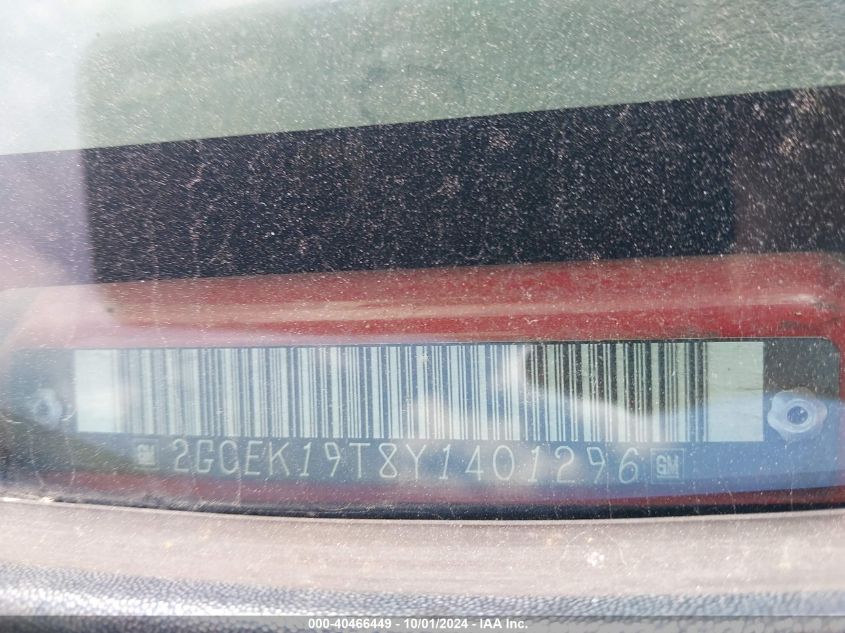 GM 2GCEK19T8Y1401296 GM
000-40466449 - 10/01/2024 - IAA Inc.